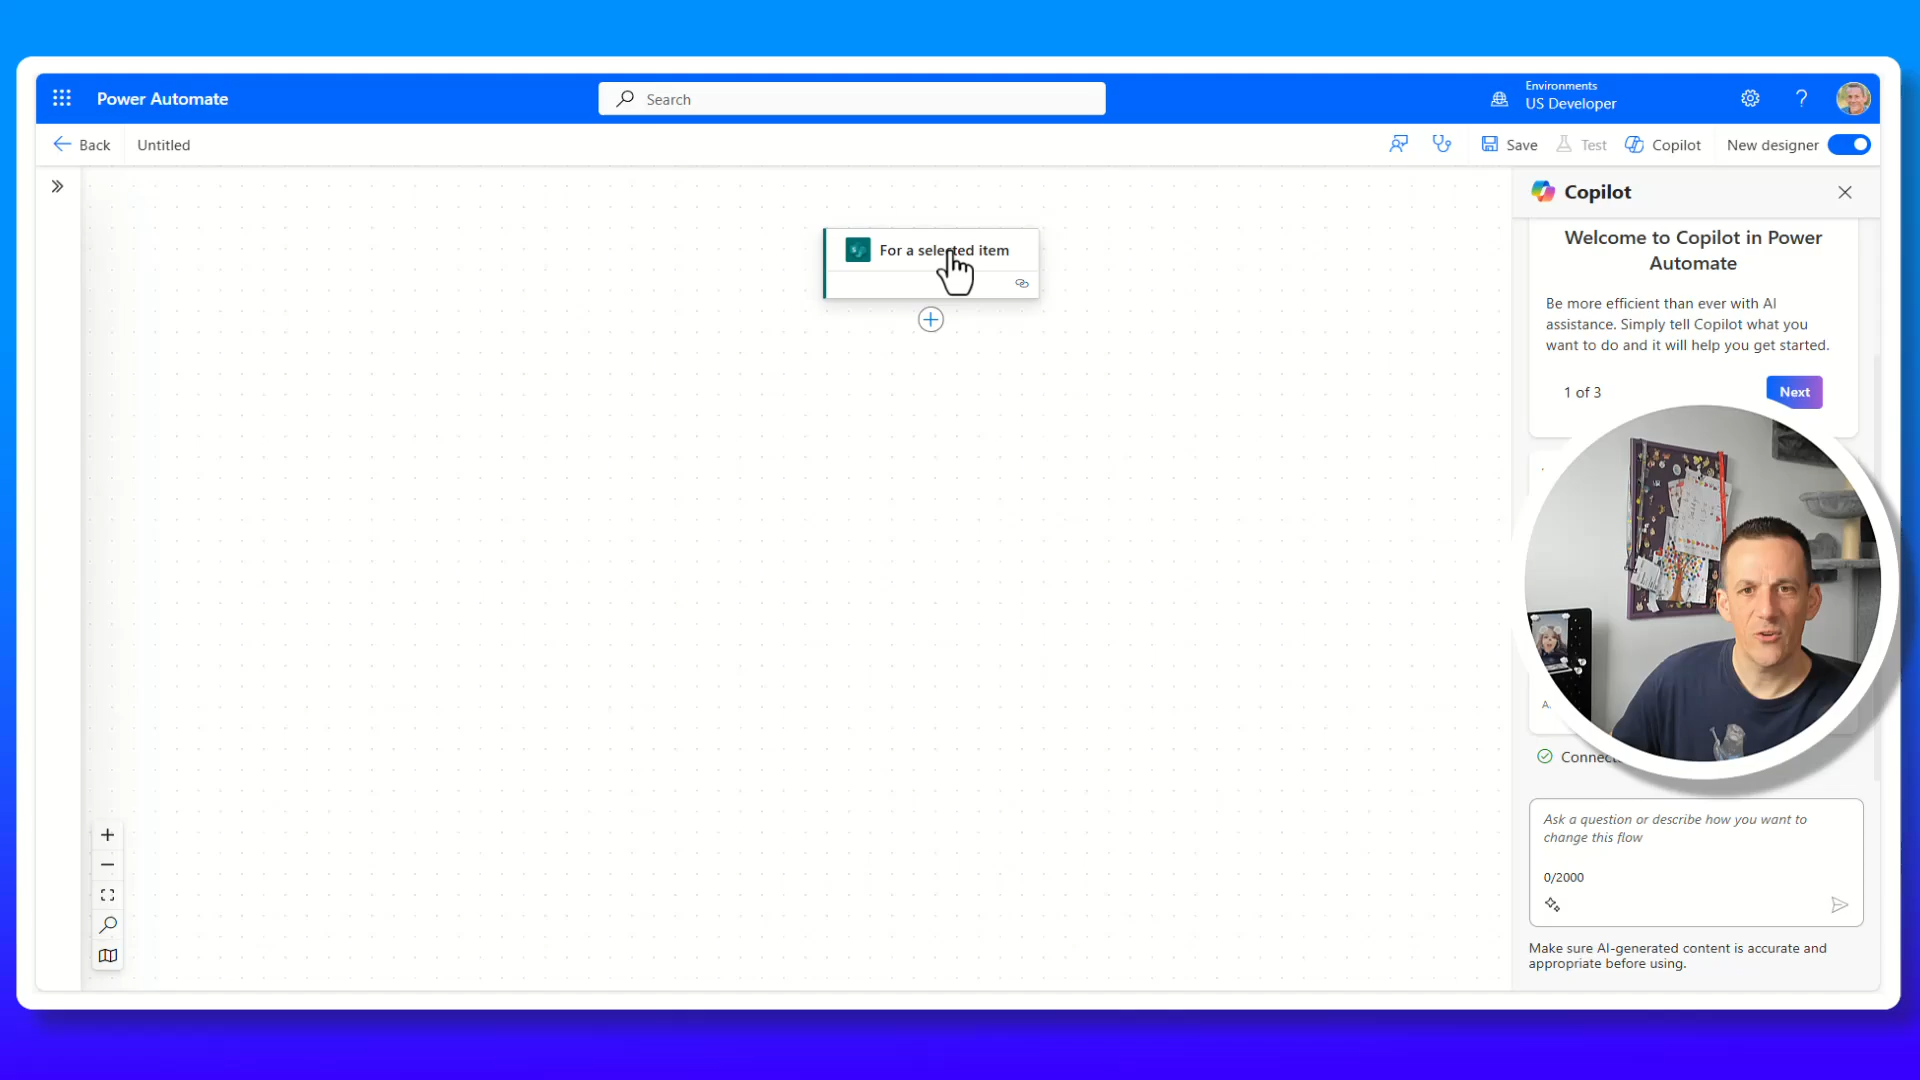 Power Automate
Search
Environments
US Developer
?
Back
Untitled
Save
Test
Copilot
New designer
Copilot
For a selected item
Welcome to Copilot in Power
Automate
Be more efficient than ever with AI
assistance. Simply tell Copilot what you
want to do and it will help you get started.
1 of 3
Next
Ask a question or describe how you want to
change this flow
0/2000
Make sure AI-generated content is accurate and
appropriate before using.